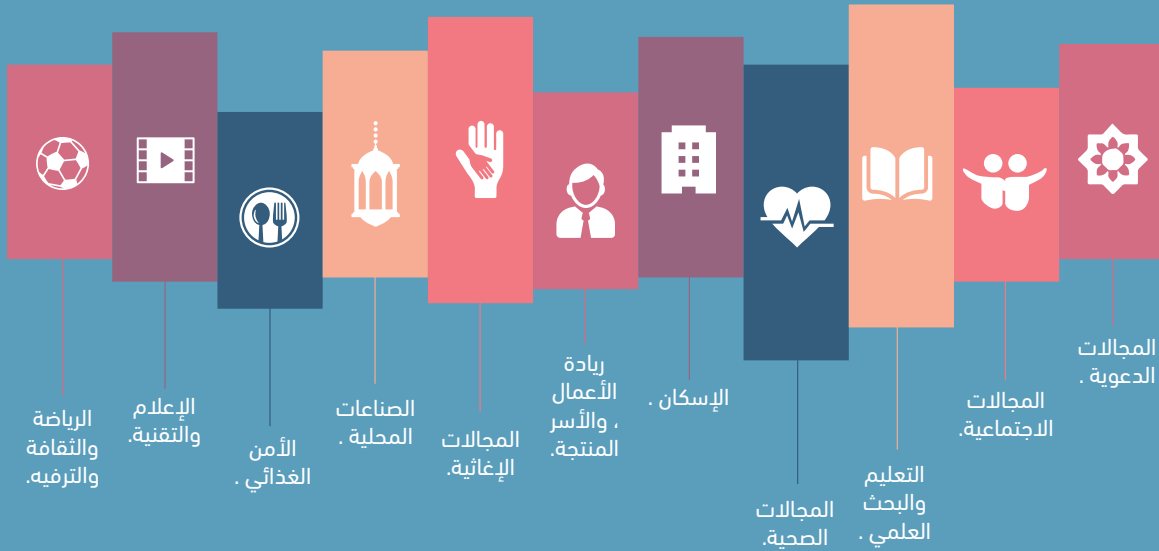 المجالات
الدعوية .
المجالات
الاجتماعية.
التعليم
والبحث
العلمي .
المجالات
الصحية.
الإسكان .
ريادة
الأعمال
، والأسر
المنتجة.
المجالات
الإغاثية.
الصناعات
المحلية .
الأمن
الغذائي .
الإعلام
والتقنية.
الرياضة
والثقافة
والترفيه.